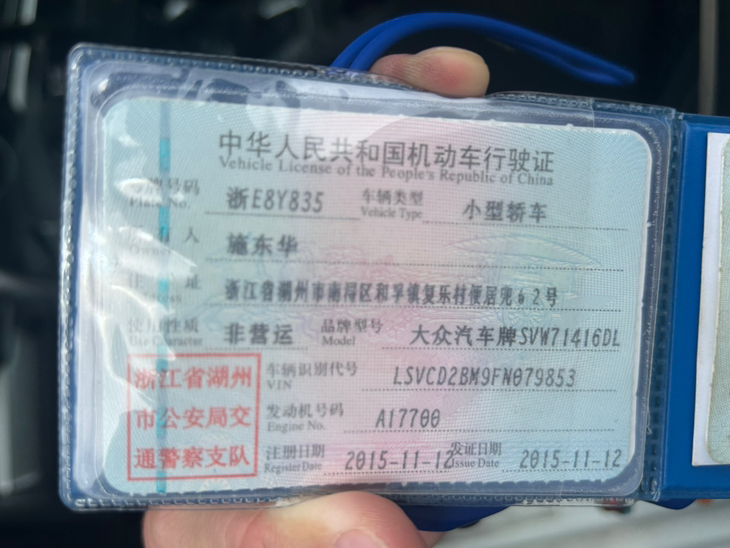 中华人民共和国机动车行驶证
Vehicle License of the People's Republic of China
号牌号码 浙E8Y835 车辆类型 小型轿车
Plate No. Vehicle Type
所有人 施东华
Owner
住址 浙江省湖州市南浔区和孚镇复乐村便居兜62号
使用性质 非营运 品牌型号 大众汽车牌SVW71416DL
Use Character Model
浙江省湖州
市公安局交
通警察支队
车辆识别代号 LSVCD2BM9FN079853
VIN
发动机号码 A17700
Engine No.
注册日期 2015-11-12 发证日期 2015-11-12
Register Date Issue Date